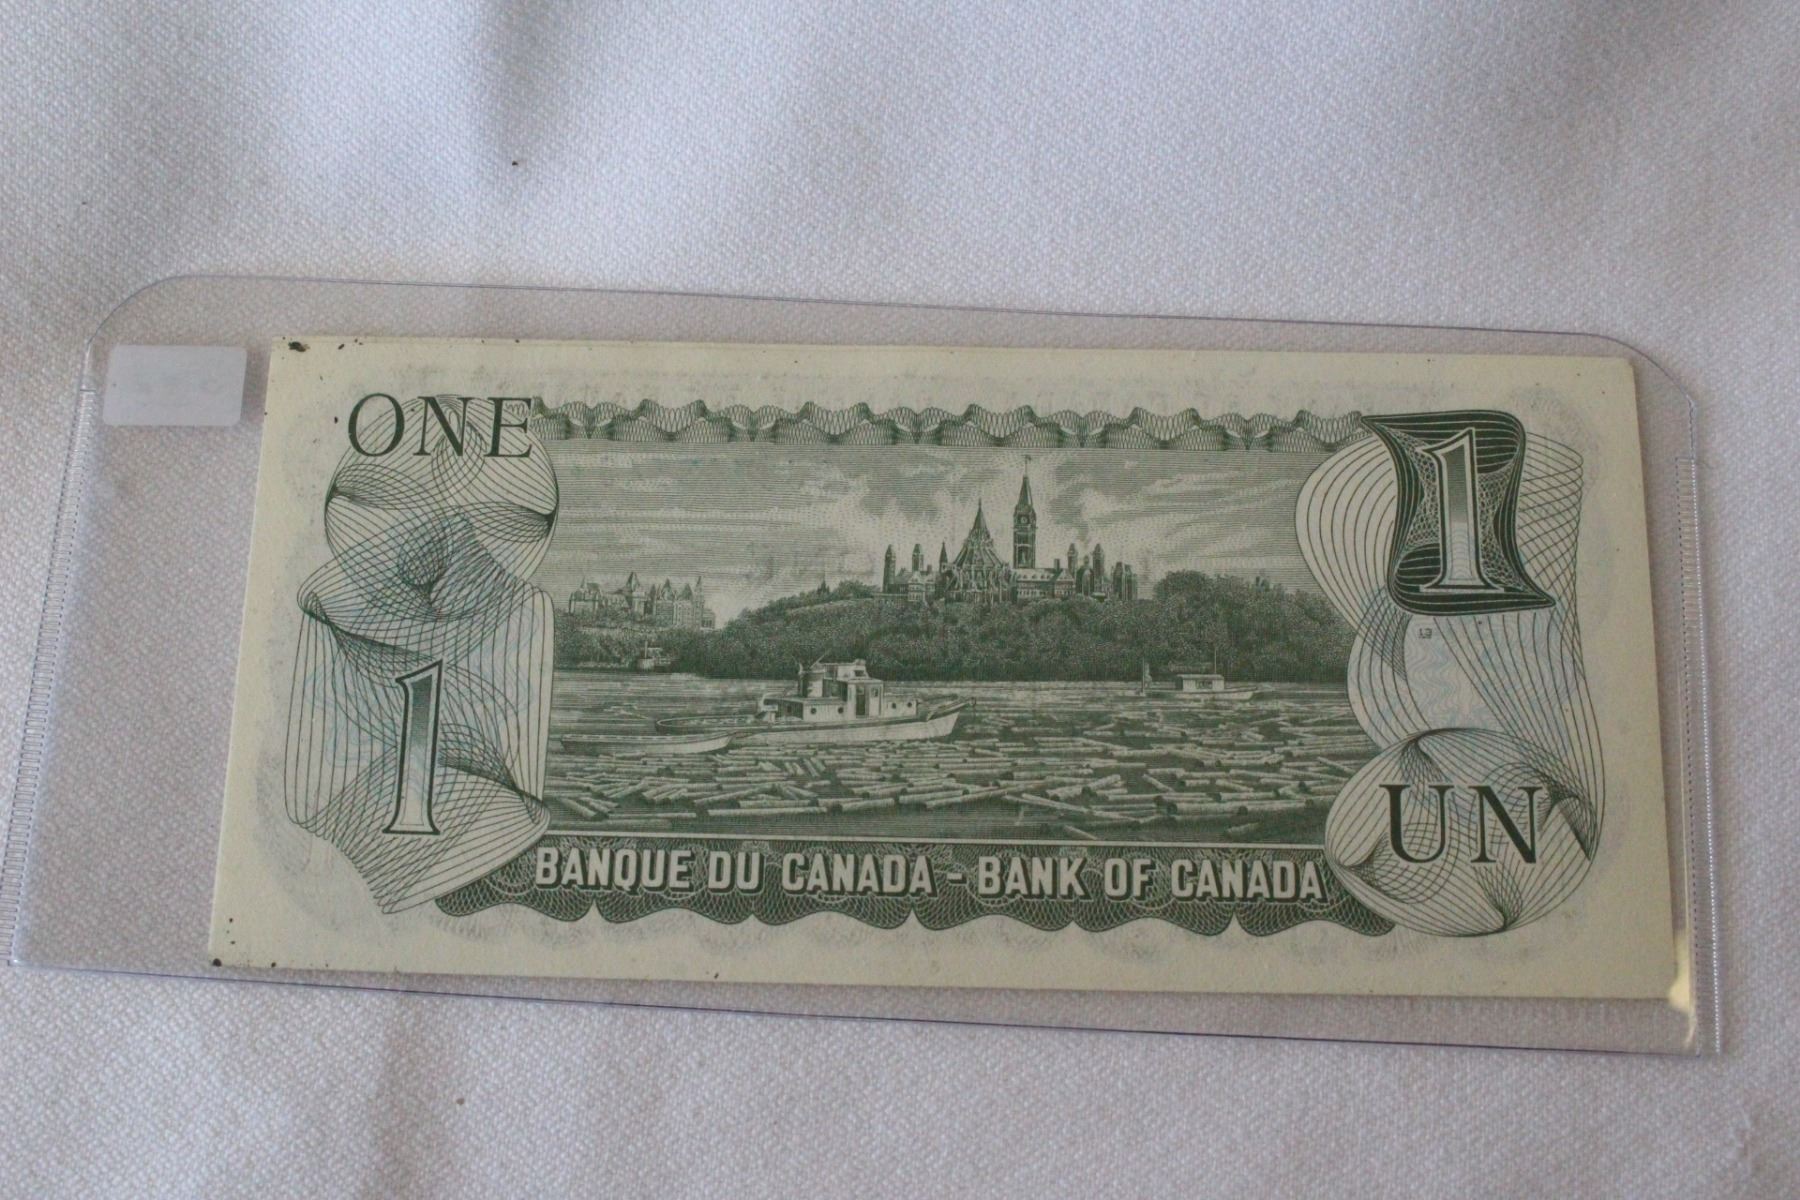 ONE
1
1
UN
BANQUE DU CANADA - BANK OF CANADA